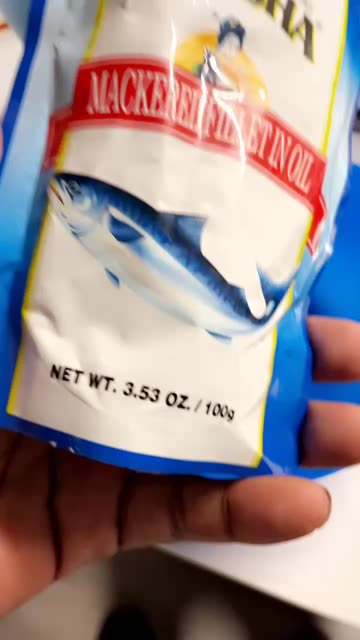 MACKEREL FILLET IN OIL
NET WT. 3.53 OZ. / 100g